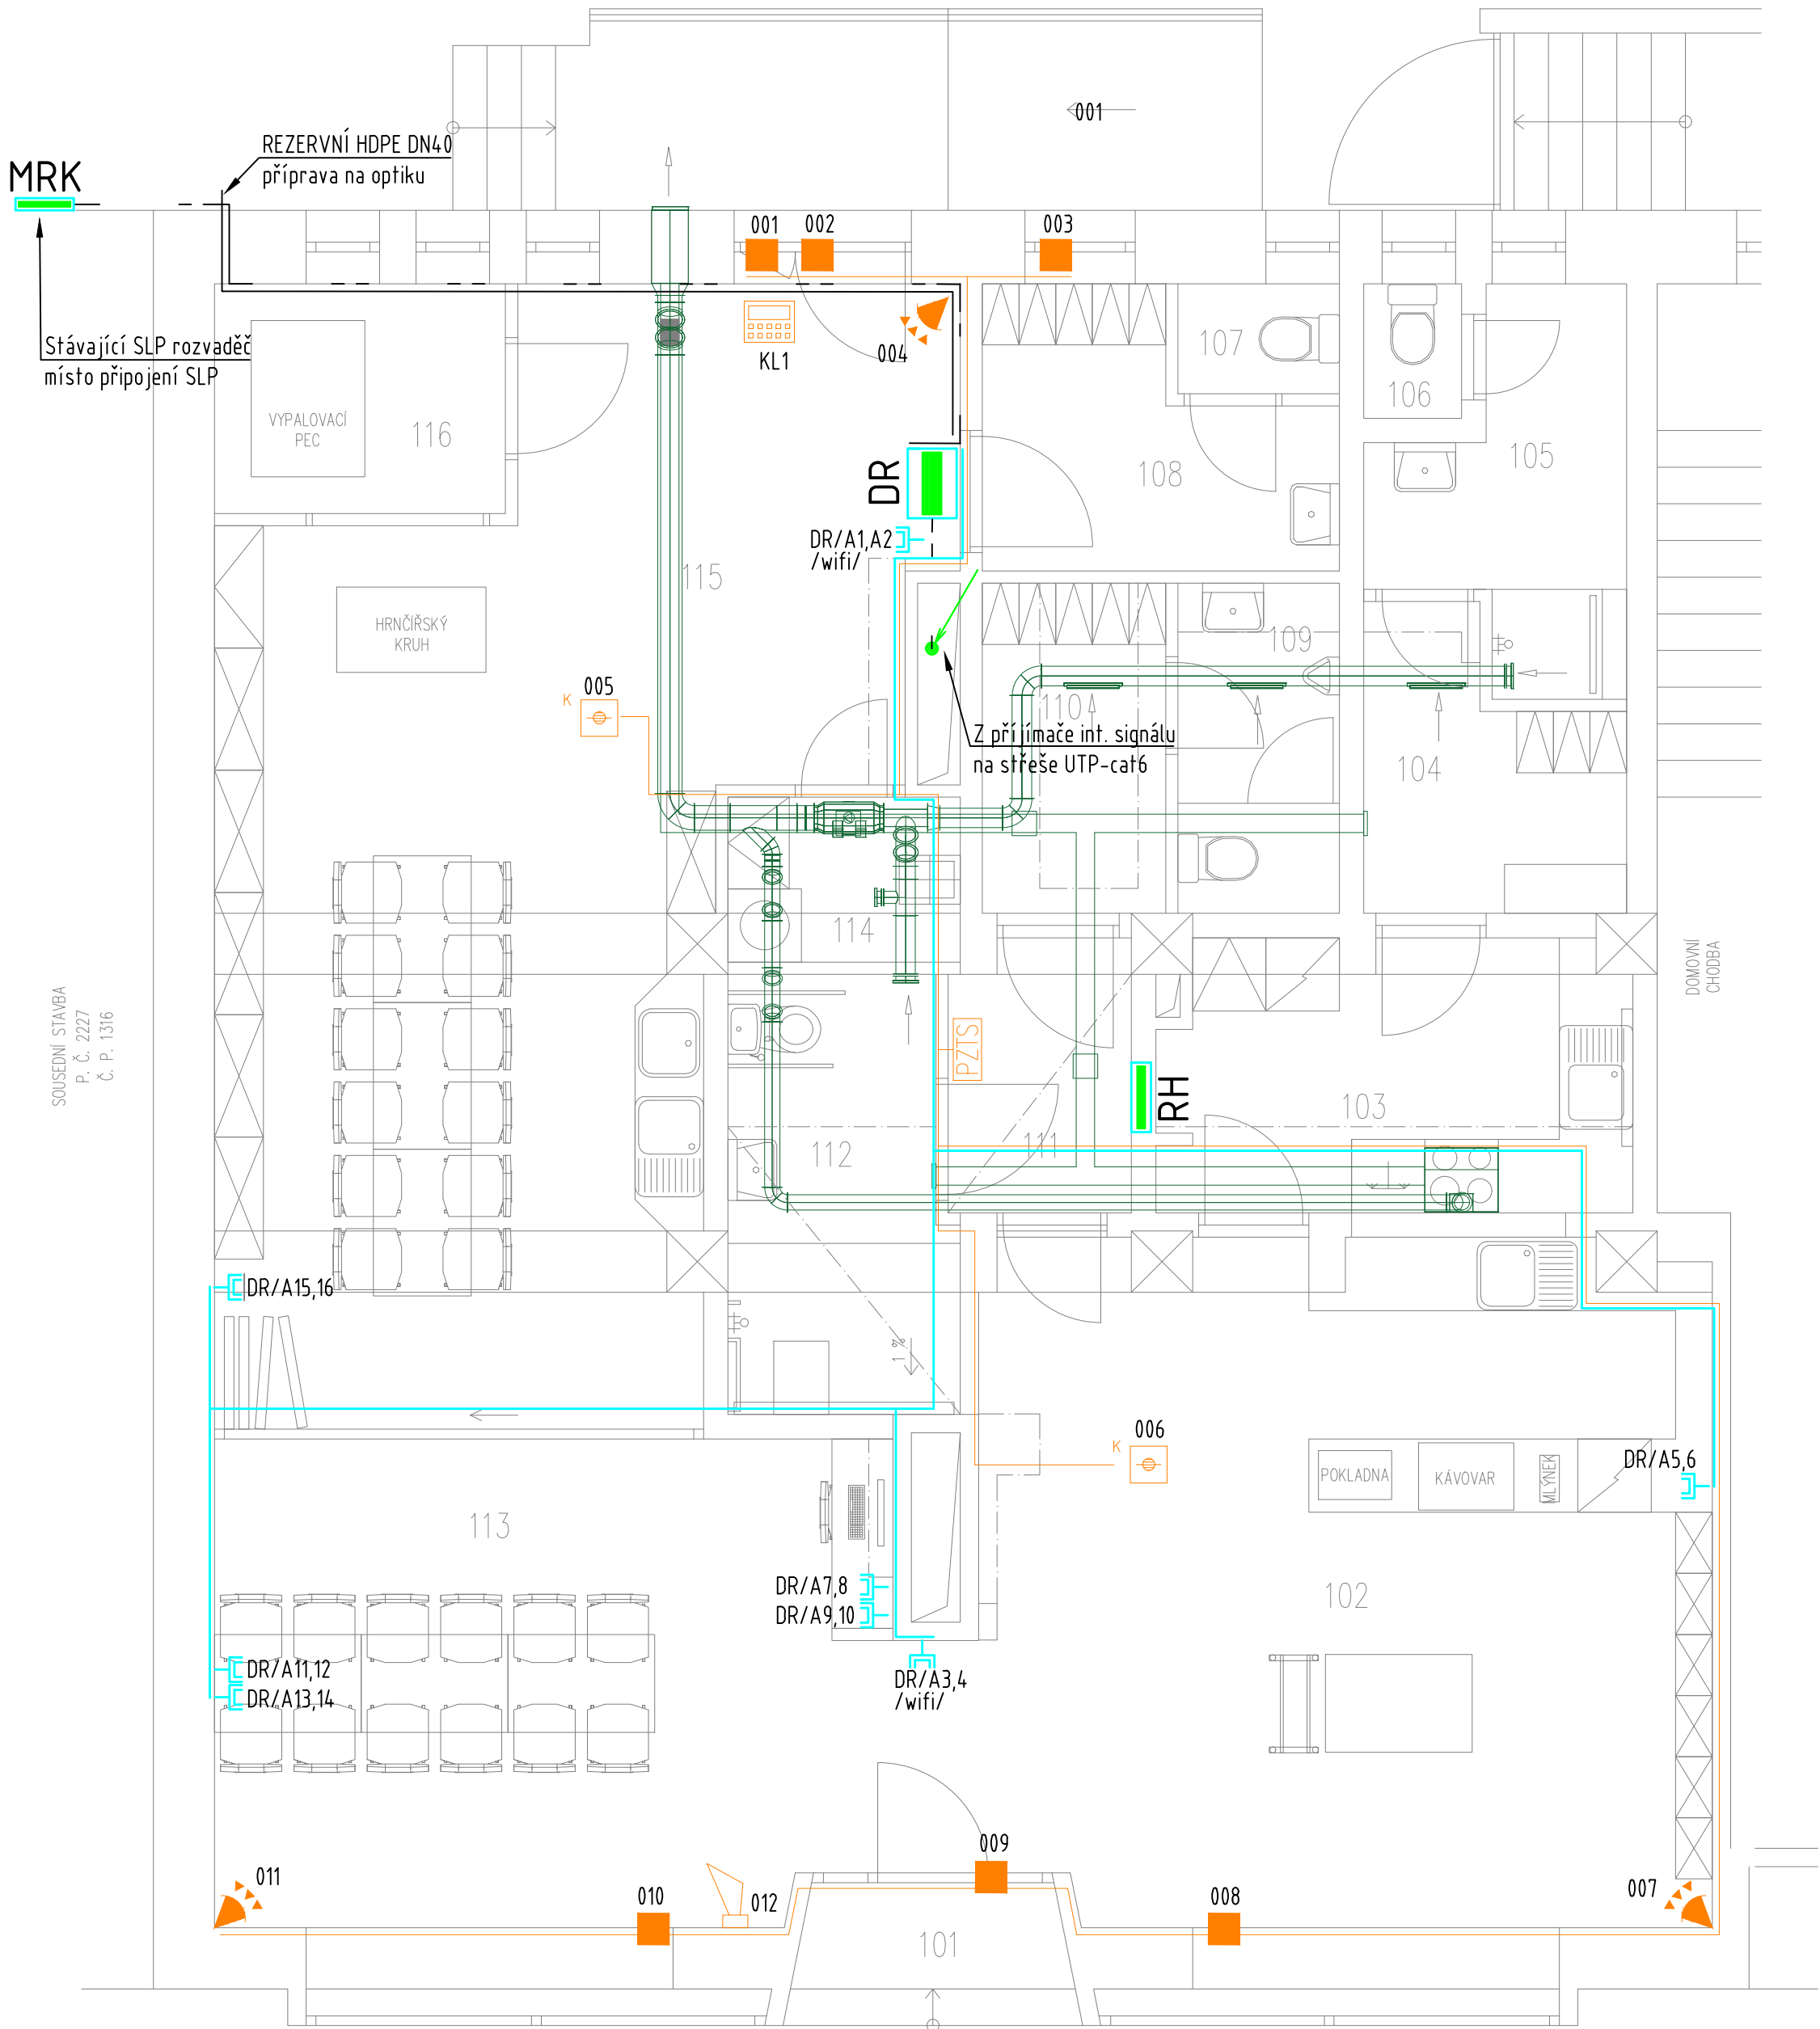 001
REZERVNÍ HDPE DN40
příprava na optiku
MRK
001
002
003
Stávající SLP rozvaděč
místo připojení SLP
KL1
004
107
106
VYPALOVACÍ
PEC
116
108
105
DR
DR/A1,A2
/wifi/
115
HRNČÍŘSKÝ
KRUH
109
K
005
110
Z přijímače int. signálu
na střeše UTP-cat6
104
114
DOMOVNÍ
CHODBA
SOUSEDNÍ STAVBA
P. Č. 2227
Č. P. 1316
PZTS
RH
103
112
111
DR/A15,16
1%
K
006
POKLADNA
KÁVOVAR
MLÝNEK
DR/A5,6
113
DR/A7,8
DR/A9,10
102
DR/A11,12
DR/A13,14
DR/A3,4
/wifi/
009
011
010
012
008
007
101